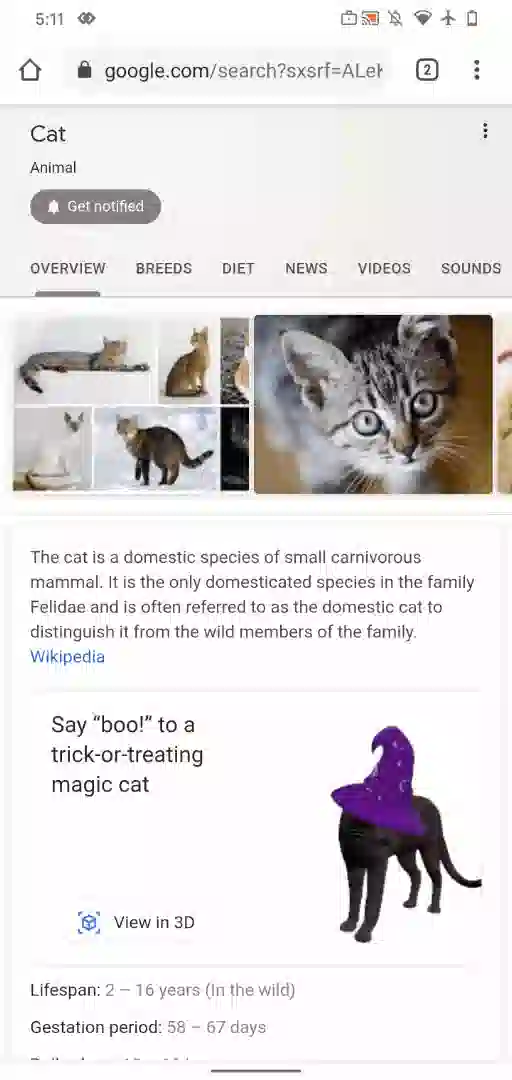 5:11
google.com/search?sxsrf=ALeK
2
Cat
Animal
Get notified
OVERVIEW BREEDS DIET NEWS VIDEOS SOUNDS
The cat is a domestic species of small carnivorous
mammal. It is the only domesticated species in the family
Felidae and is often referred to as the domestic cat to
distinguish it from the wild members of the family.
Wikipedia
Say “boo!” to a
trick-or-treating
magic cat
View in 3D
Lifespan: 2 – 16 years (In the wild)
Gestation period: 58 – 67 days